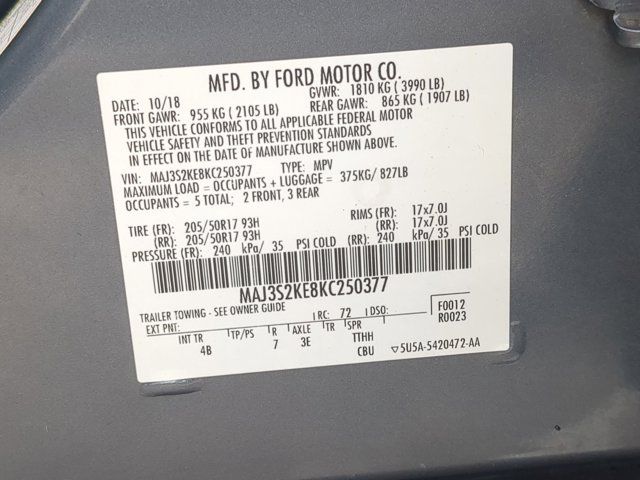 MFD. BY FORD MOTOR CO.
DATE: 10/18 GVWR: 1810 KG ( 3990 LB)
FRONT GAWR: 955 KG ( 2105 LB) REAR GAWR: 865 KG ( 1907 LB)
THIS VEHICLE CONFORMS TO ALL APPLICABLE FEDERAL MOTOR
VEHICLE SAFETY AND THEFT PREVENTION STANDARDS
IN EFFECT ON THE DATE OF MANUFACTURE SHOWN ABOVE.
VIN: MAJ3S2KE8KC250377 TYPE: MPV
MAXIMUM LOAD = OCCUPANTS + LUGGAGE = 375KG/ 827LB
OCCUPANTS = 5 TOTAL; 2 FRONT, 3 REAR
TIRE (FR): 205/50R17 93H RIMS (FR): 17x7.0J
(RR): 205/50R17 93H (RR): 17x7.0J
PRESSURE (FR): 240 kPa/ 35 PSI COLD (RR): 240 kPa/ 35 PSI COLD
MAJ3S2KE8KC250377
TRAILER TOWING - SEE OWNER GUIDE
EXT PNT: RC: 72 DSO: F0012
R0023
INT TR TP/PS R AXLE TR SPR
4B 7 3E TTHH
CBU ▽5U5A-5420472-AA